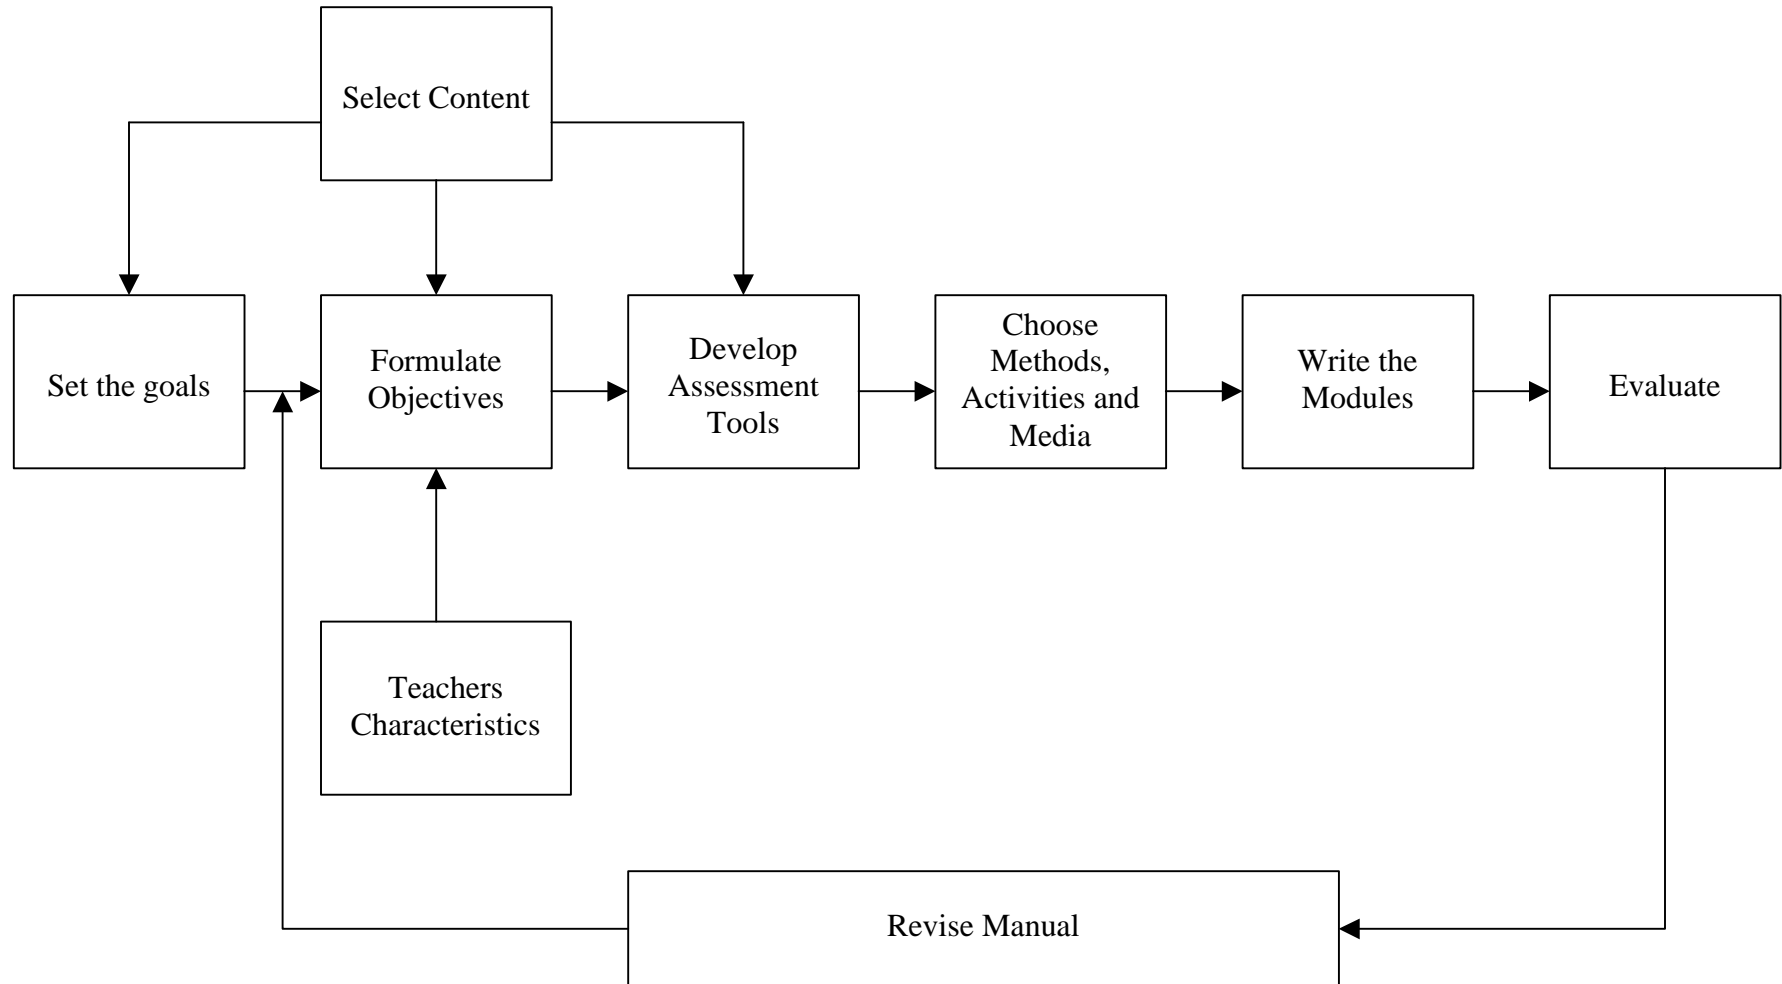 Select Content
Set the goals
Formulate
Objectives
Develop
Assessment
Tools
Choose
Methods,
Activities and
Media
Write the
Modules
Evaluate
Teachers
Characteristics
Revise Manual